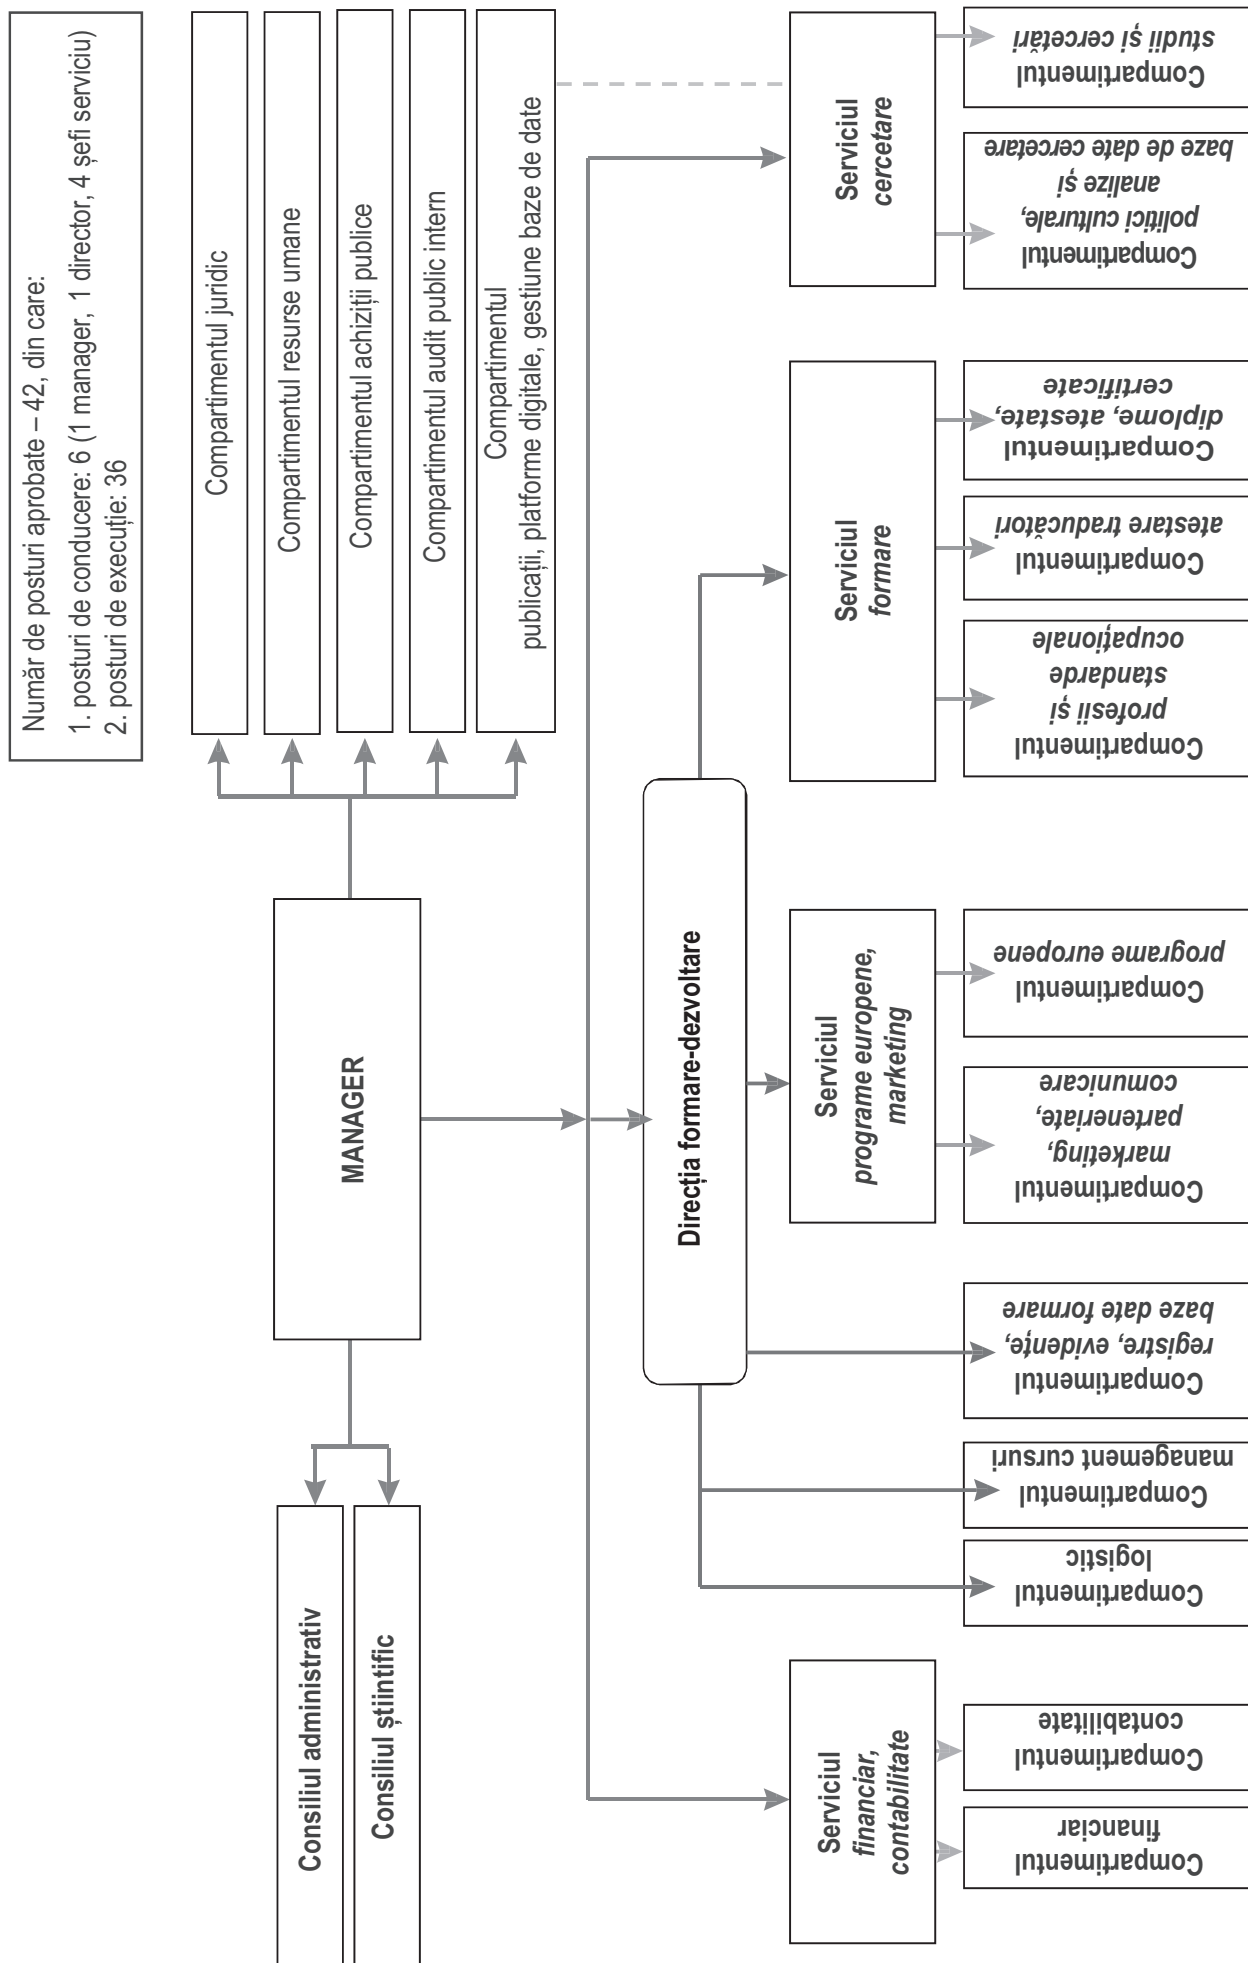 Număr de posturi aprobate – 42, din care:
1. posturi de conducere: 6 (1 manager, 1 director, 4 șefi serviciu)
2. posturi de execuție: 36
Consiliul administrativ
Consiliul științific
MANAGER
Compartimentul juridic
Compartimentul resurse umane
Compartimentul achiziții publice
Compartimentul audit public intern
Compartimentul
publicații, platforme digitale, gestiune baze de date
Direcția formare-dezvoltare
Serviciul
financiar,
contabilitate
Serviciul
programe europene,
marketing
Serviciul
formare
Serviciul
cercetare
Compartimentul
financiar
Compartimentul
contabilitate
Compartimentul
logistic
Compartimentul
management cursuri
Compartimentul
registre, evidențe,
baze date formare
Compartimentul
marketing,
parteneriate,
comunicare
Compartimentul
programe europene
Compartimentul
profesii și
standarde
ocupaționale
Compartimentul
atestare traducători
Compartimentul
diplome, atestate,
certificate
Compartimentul
politici culturale,
analize și
baze de date cercetare
Compartimentul
studii și cercetări